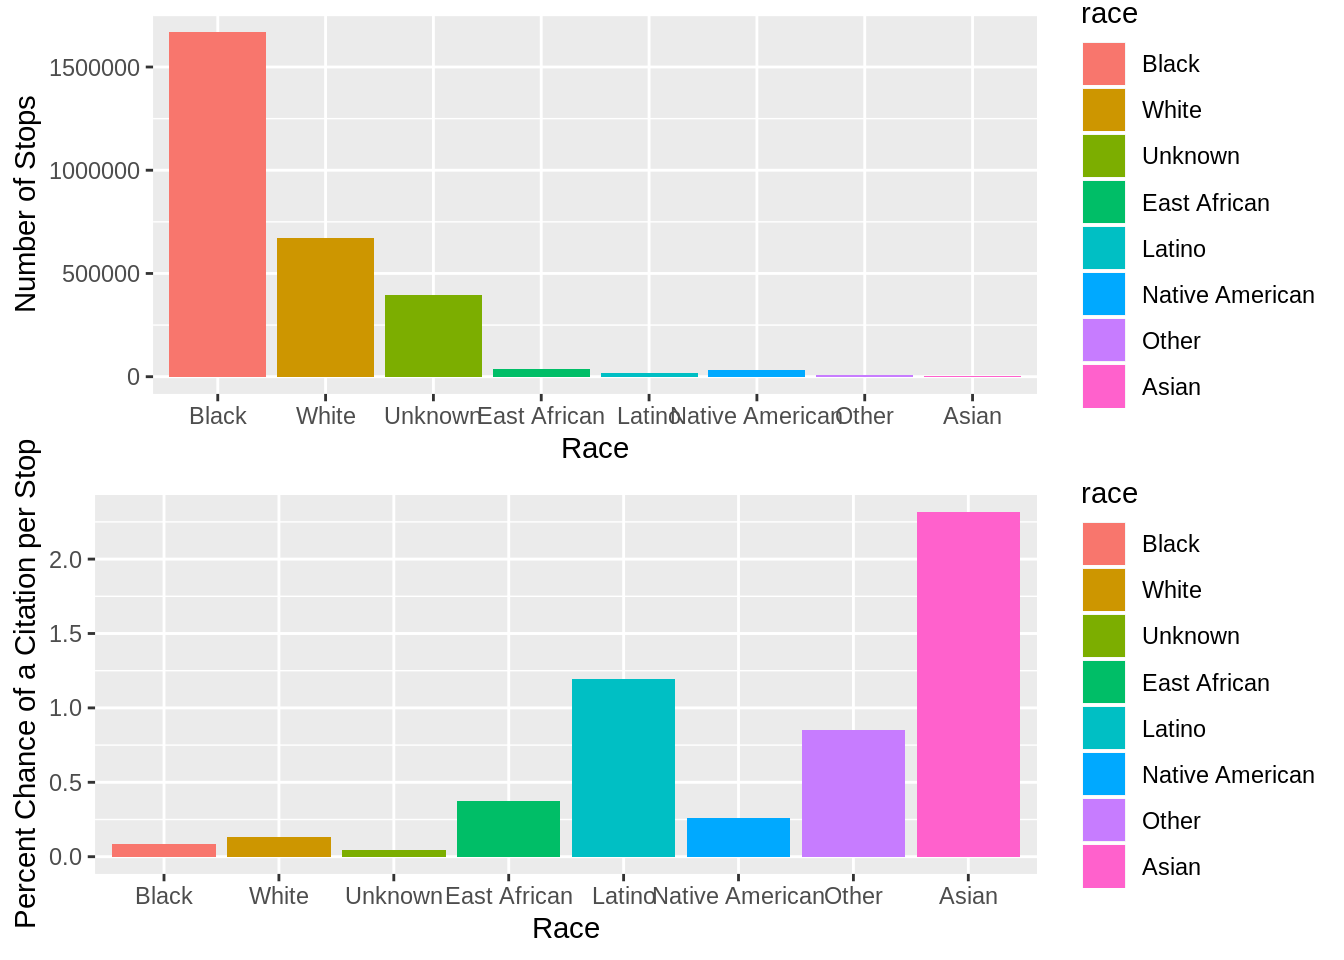 Number of Stops
1500000
1000000
500000
0
Black White Unknown East African Latino Native American Other Asian
Race
race
Black
White
Unknown
East African
Latino
Native American
Other
Asian
Percent Chance of a Citation per Stop
2.0
1.5
1.0
0.5
0.0
Black White Unknown East African Latino Native American Other Asian
Race
race
Black
White
Unknown
East African
Latino
Native American
Other
Asian